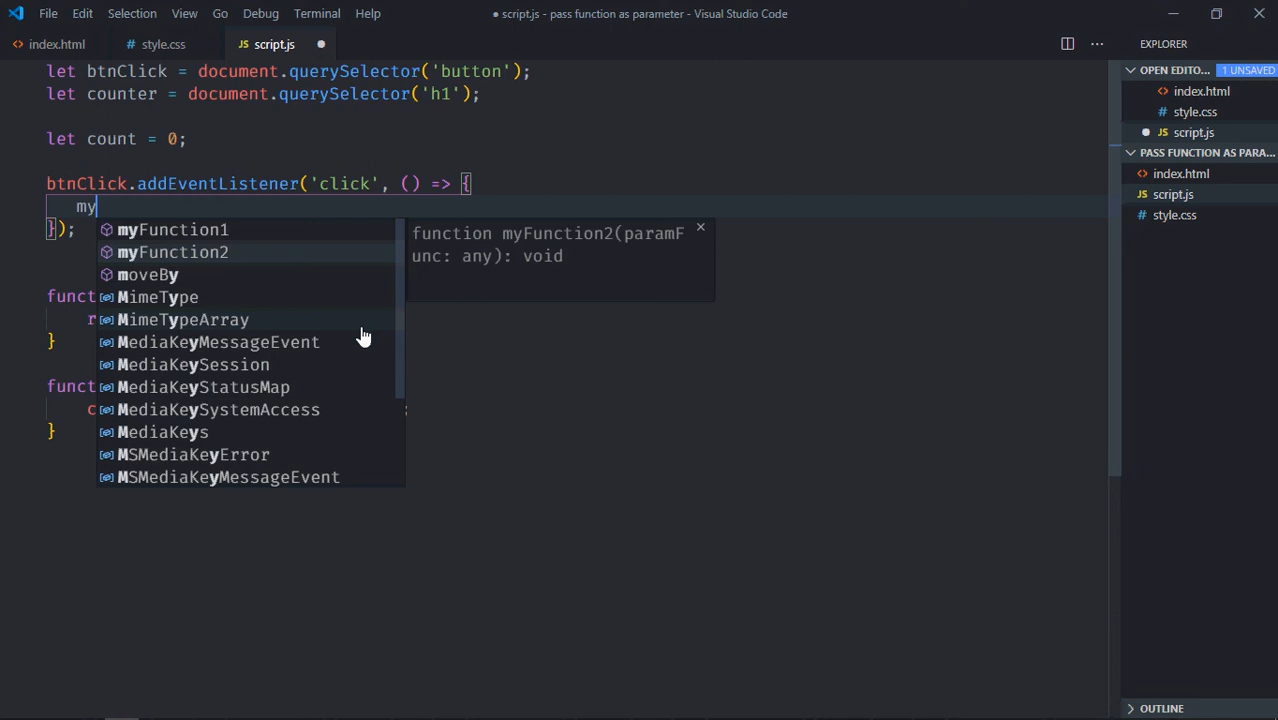 File Edit Selection View Go Debug Terminal Help
● script.js - pass function as parameter - Visual Studio Code
index.html
style.css
JS script.js
EXPLORER
let btnClick = document.querySelector('button');
let counter = document.querySelector('h1');
let count = 0;
btnClick.addEventListener('click', () => {
my
});
myFunction1
myFunction2
moveBy
MimeType
MimeTypeArray
MediaKeyMessageEvent
MediaKeySession
MediaKeyStatusMap
MediaKeySystemAccess
MediaKeys
MSMediaKeyError
MSMediaKeyMessageEvent
function myFunction2(paramF
unc: any): void
funct
r
}
funct
c
;
}
OPEN EDITO... 1 UNSAVED
index.html
style.css
JS script.js
PASS FUNCTION AS PARA...
index.html
JS script.js
style.css
OUTLINE